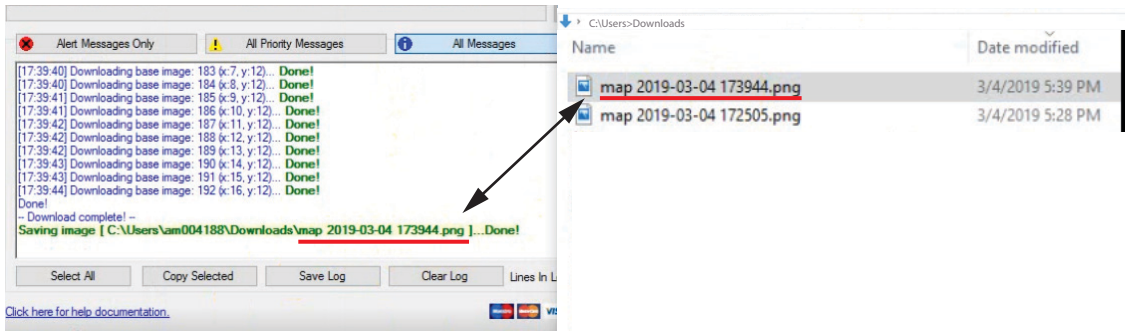 Alert Messages Only
All Priority Messages
All Messages
[17:39:40] Downloading base image: 183 (x:7, y:12)... Done!
[17:39:40] Downloading base image: 184 (x:8, y:12)... Done!
[17:39:41] Downloading base image: 185 (x:9, y:12)... Done!
[17:39:41] Downloading base image: 186 (x:10, y:12)... Done!
[17:39:42] Downloading base image: 187 (x:11, y:12)... Done!
[17:39:42] Downloading base image: 188 (x:12, y:12)... Done!
[17:39:42] Downloading base image: 189 (x:13, y:12)... Done!
[17:39:43] Downloading base image: 190 (x:14, y:12)... Done!
[17:39:43] Downloading base image: 191 (x:15, y:12)... Done!
[17:39:44] Downloading base image: 192 (x:16, y:12)... Done!
Done!
-- Download complete! --
Saving image [ C:\Users\am004188\Downloads\map 2019-03-04 173944.png ]...Done!
Select All
Copy Selected
Save Log
Clear Log
Lines In L
Click here for help documentation.
C:\Users>Downloads
Name
Date modified
map 2019-03-04 173944.png
3/4/2019 5:39 PM
map 2019-03-04 172505.png
3/4/2019 5:28 PM